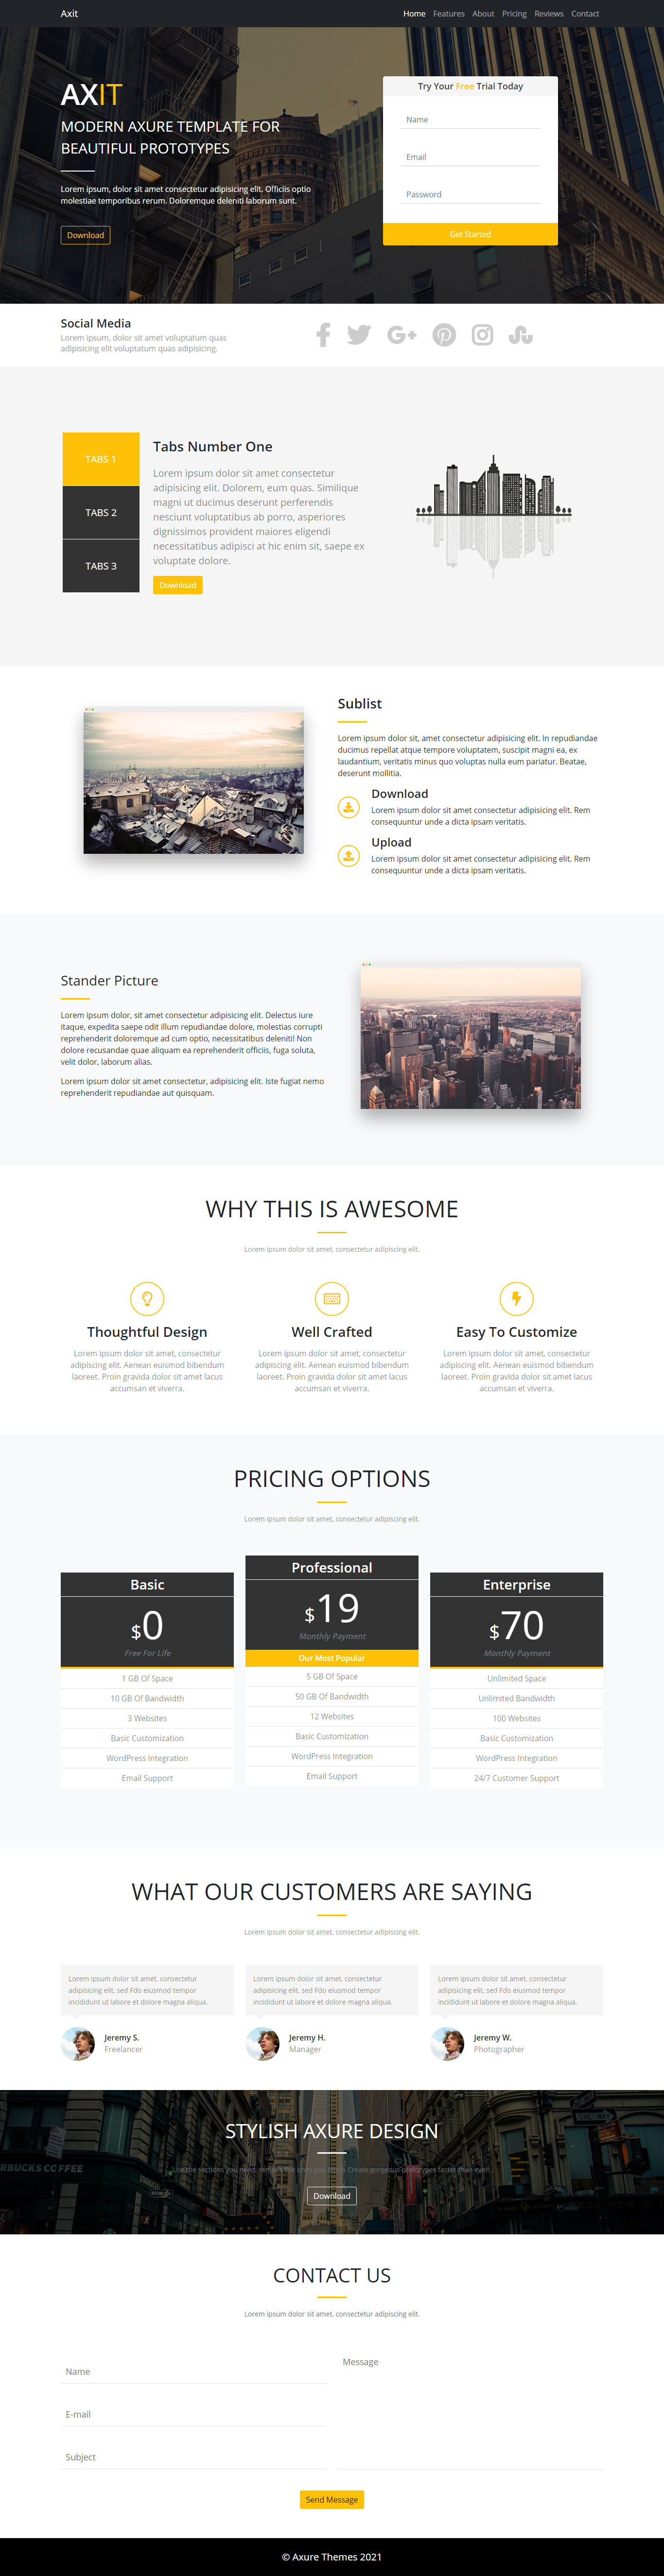 Axit
Home Features About Pricing Reviews Contact
AXIT
MODERN AXURE TEMPLATE FOR
BEAUTIFUL PROTOTYPES
Lorem ipsum, dolor sit amet consectetur adipisicing elit. Officiis optio
molestiae temporibus rerum. Doloremque deleniti laborum sunt.
Download
Try Your Free Trial Today
Name
Email
Password
Get Started
Social Media
Lorem ipsum, dolor sit amet voluptatum quas
adipisicing elit voluptatum quas adipisicing.
TABS 1
TABS 2
TABS 3
Tabs Number One
Lorem ipsum dolor sit amet consectetur
adipisicing elit. Dolorem, eum quas. Similique
magni ut ducimus deserunt perferendis
nesciunt voluptatibus ab porro, asperiores
dignissimos provident maiores eligendi
necessitatibus adipisci at hic enim sit, saepe ex
voluptate dolore.
Download
Sublist
Lorem ipsum dolor sit, amet consectetur adipisicing elit. In repudiandae
ducimus repellat atque tempore voluptatem, suscipit magni ea, ex
laudantium, veritatis minus quo voluptas nulla eum pariatur. Beatae,
deserunt mollitia.
Download
Lorem ipsum dolor sit amet consectetur adipisicing elit. Rem
consequuntur unde a dicta ipsam veritatis.
Upload
Lorem ipsum dolor sit amet consectetur adipisicing elit. Rem
consequuntur unde a dicta ipsam veritatis.
Stander Picture
Lorem ipsum dolor, sit amet consectetur adipisicing elit. Delectus iure
itaque, expedita saepe odit illum repudiandae dolore, molestias corrupti
reprehenderit doloremque ad cum optio, necessitatibus deleniti! Non
dolore recusandae quae aliquam ea reprehenderit officiis, fuga soluta,
velit dolor, laborum alias.
Lorem ipsum dolor sit amet consectetur, adipisicing elit. Iste fugiat nemo
reprehenderit repudiandae aut quisquam.
WHY THIS IS AWESOME
Lorem ipsum dolor sit amet, consectetur adipiscing elit.
Thoughtful Design
Lorem ipsum dolor sit amet, consectetur
adipiscing elit. Aenean euismod bibendum
laoreet. Proin gravida dolor sit amet lacus
accumsan et viverra.
Well Crafted
Lorem ipsum dolor sit amet, consectetur
adipiscing elit. Aenean euismod bibendum
laoreet. Proin gravida dolor sit amet lacus
accumsan et viverra.
Easy To Customize
Lorem ipsum dolor sit amet, consectetur
adipiscing elit. Aenean euismod bibendum
laoreet. Proin gravida dolor sit amet lacus
accumsan et viverra.
PRICING OPTIONS
Lorem ipsum dolor sit amet, consectetur adipiscing elit.
Basic
$0
Free For Life
1 GB Of Space
10 GB Of Bandwidth
3 Websites
Basic Customization
WordPress Integration
Email Support
Professional
$19
Monthly Payment
Our Most Popular
5 GB Of Space
50 GB Of Bandwidth
12 Websites
Basic Customization
WordPress Integration
Email Support
Enterprise
$70
Monthly Payment
Unlimited Space
Unlimited Bandwidth
100 Websites
Basic Customization
WordPress Integration
24/7 Customer Support
WHAT OUR CUSTOMERS ARE SAYING
Lorem ipsum dolor sit amet, consectetur adipiscing elit.
Lorem ipsum dolor sit amet, consectetur
adipisicing elit, sed Fdo eiusmod tempor
incididunt ut labore et dolore magna aliqua.
Jeremy S.
Freelancer
Lorem ipsum dolor sit amet, consectetur
adipisicing elit, sed Fdo eiusmod tempor
incididunt ut labore et dolore magna aliqua.
Jeremy H.
Manager
Lorem ipsum dolor sit amet, consectetur
adipisicing elit, sed Fdo eiusmod tempor
incididunt ut labore et dolore magna aliqua.
Jeremy W.
Photographer
STYLISH AXURE DESIGN
RBUCKS COFFEE
Use the sections you need, remove the ones you don't. Create gorgeous prototypes faster than ever!
Download
CONTACT US
Lorem ipsum dolor sit amet, consectetur adipiscing elit.
Name
E-mail
Subject
Message
Send Message
© Axure Themes 2021